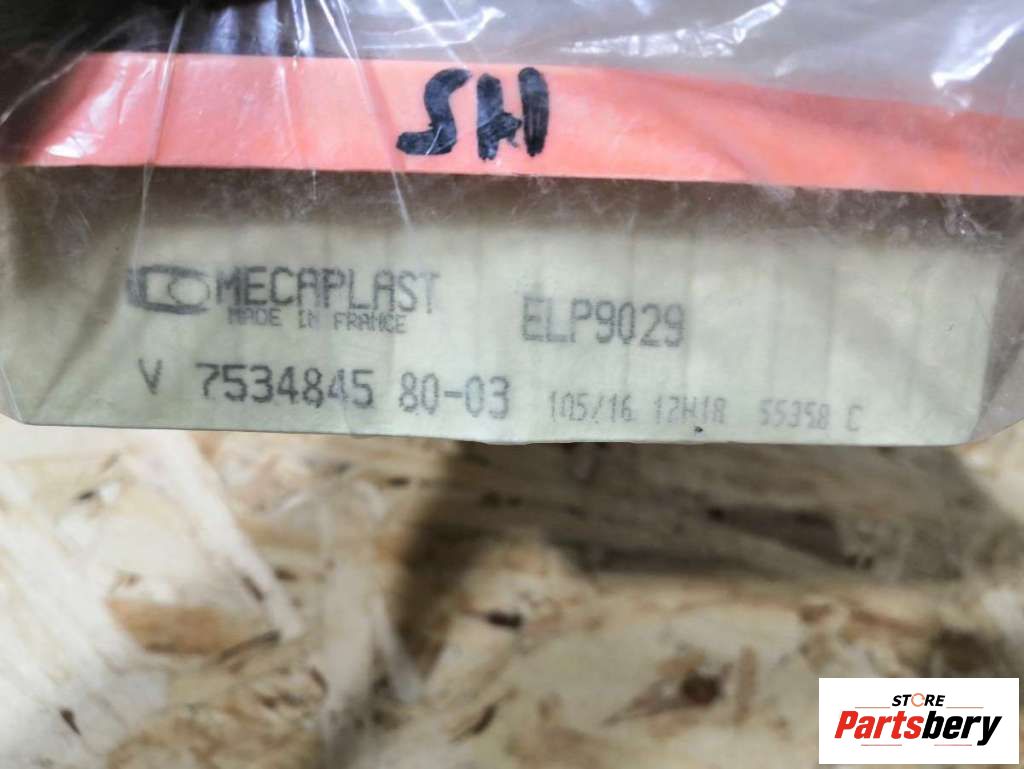 SH
MECAPLAST ELP9029
MADE IN FRANCE
V 7534845 80-03 105/16 12H18 55358 C
STORE
Partsbery